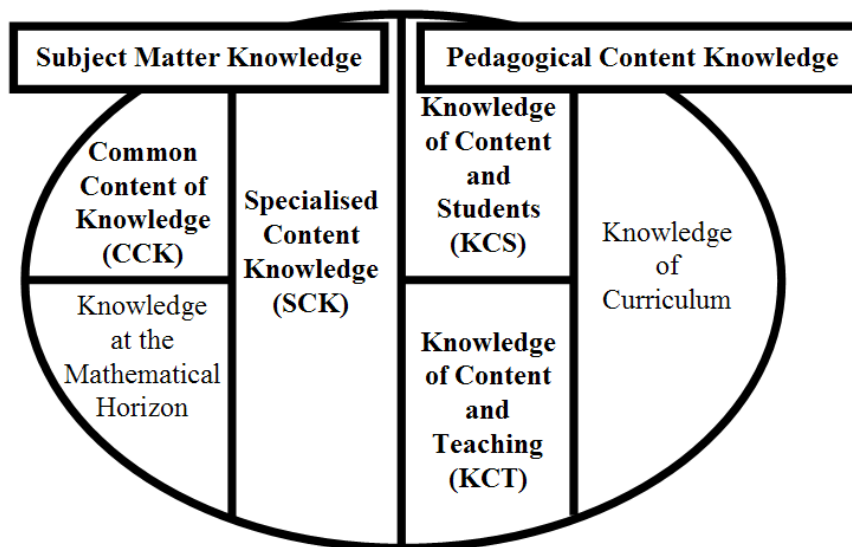 Subject Matter Knowledge
Pedagogical Content Knowledge
Common
Content of
Knowledge
(CCK)
Knowledge
at the
Mathematical
Horizon
Specialised
Content
Knowledge
(SCK)
Knowledge
of Content
and
Students
(KCS)
Knowledge
of Content
and
Teaching
(KCT)
Knowledge
of
Curriculum